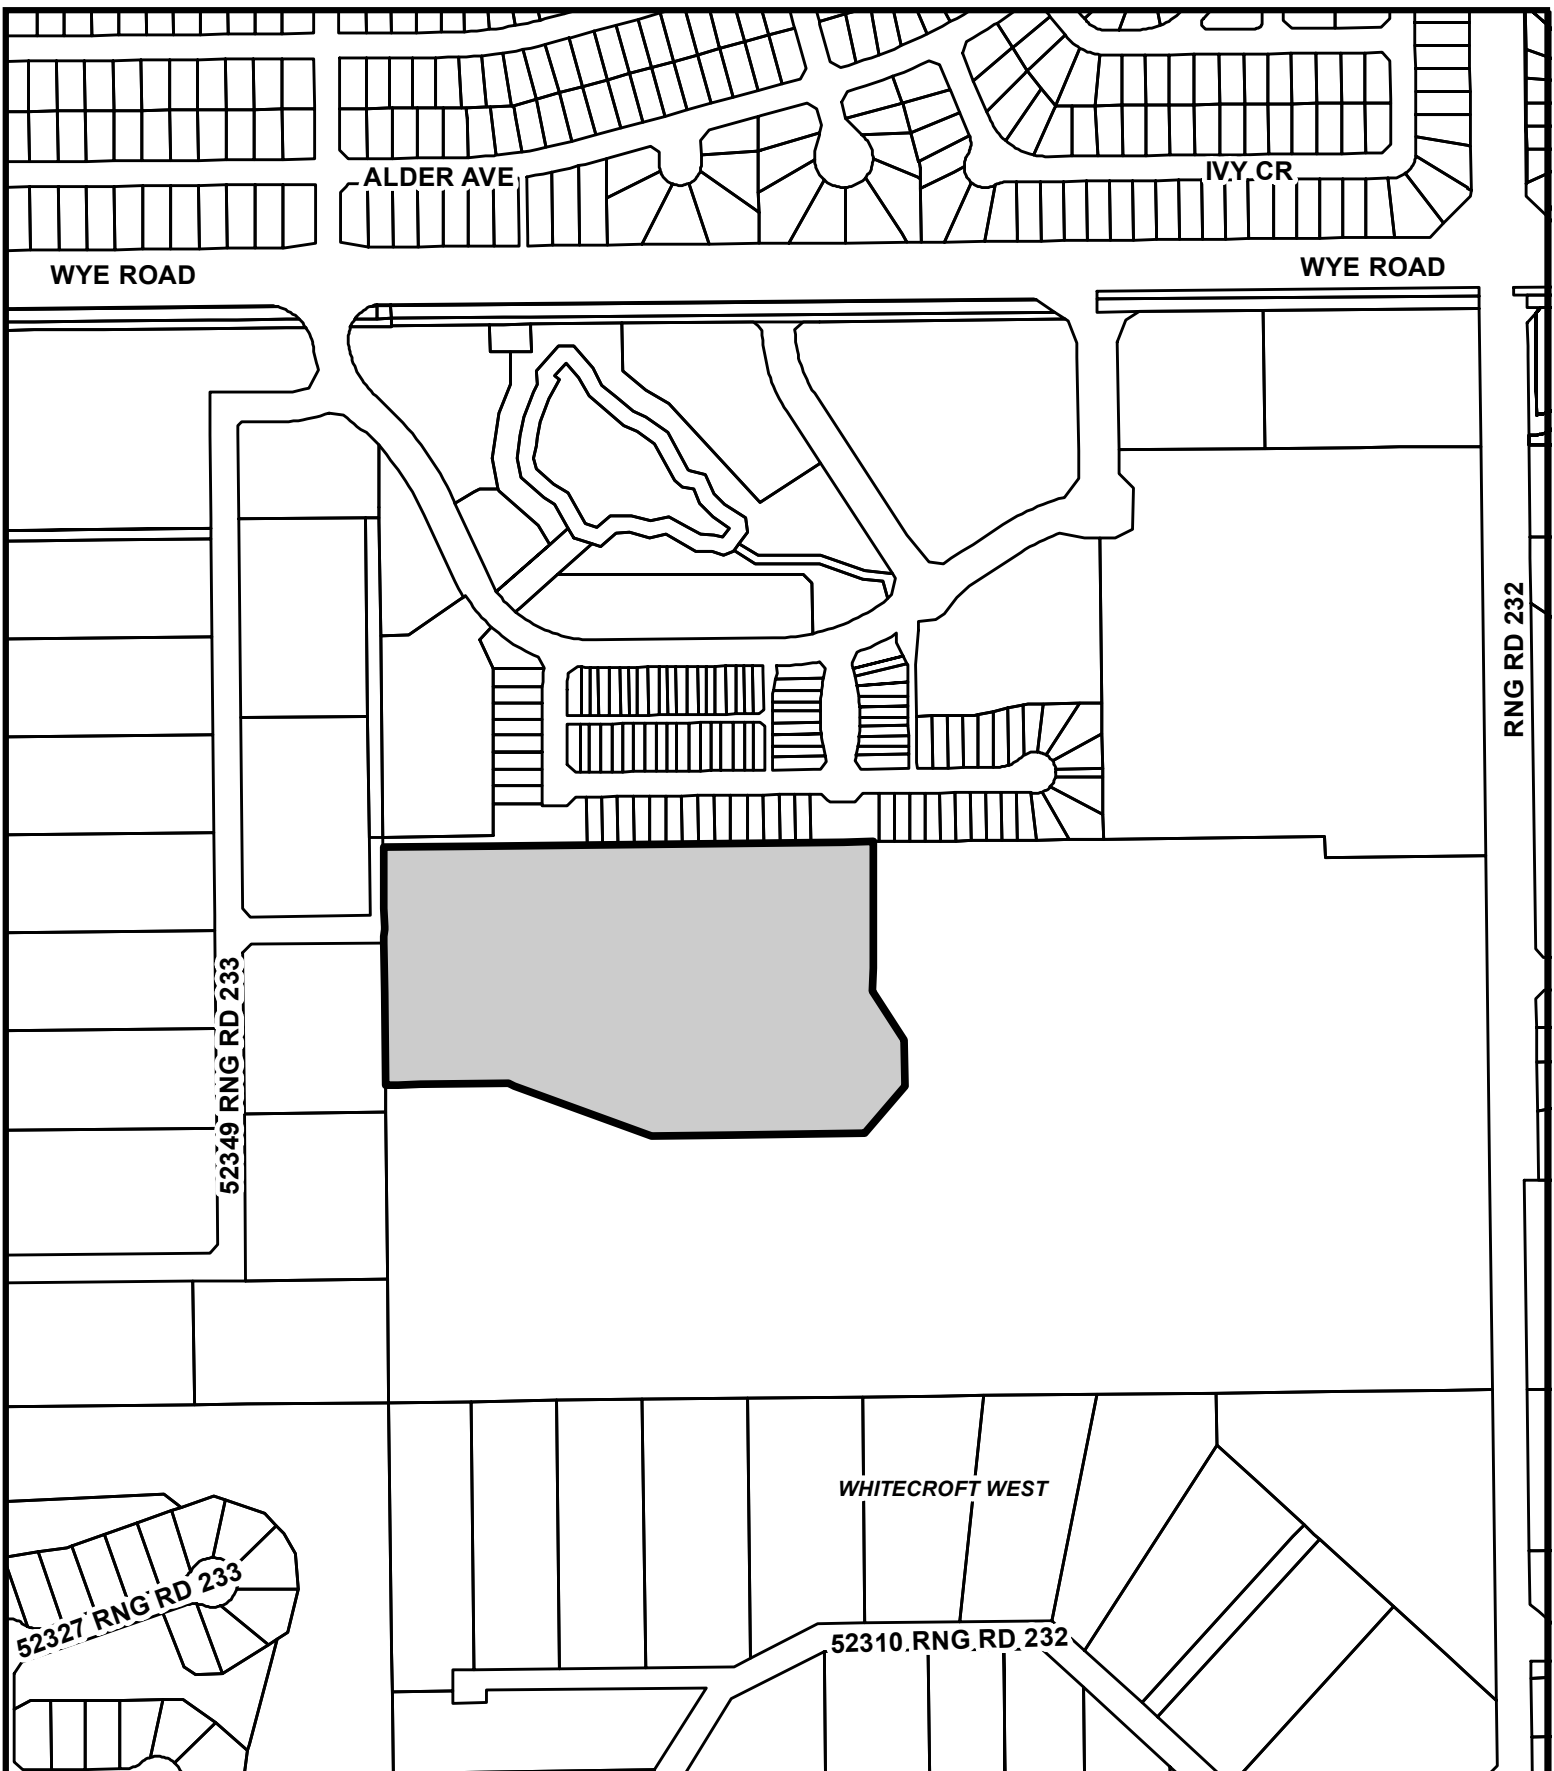 ALDER AVE
IVY CR
WYE ROAD
WYE ROAD
RNG RD 232
52349 RNG RD 233
WHITECROFT WEST
52327 RNG RD 233
52310 RNG RD 232